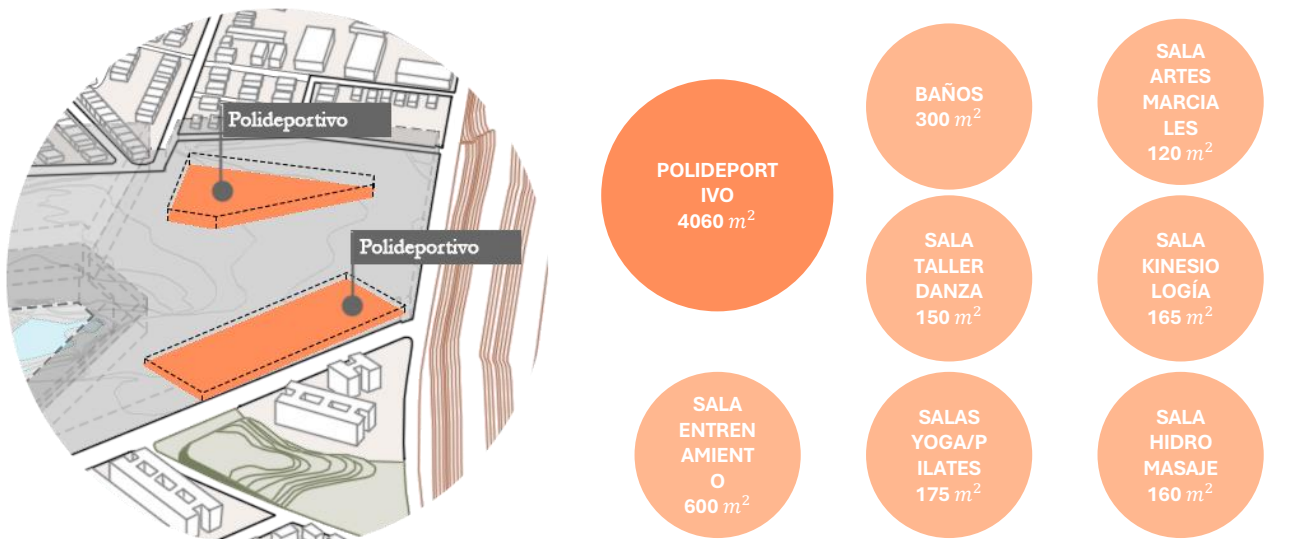 Polideportivo
Polideportivo
POLIDEPORT
IVO
4060 m²
BAÑOS
300 m²
SALA
ARTES
MARCIA
LES
120 m²
SALA
TALLER
DANZA
150 m²
SALA
KINESIO
LOGÍA
165 m²
SALA
ENTREN
AMIENT
O
600 m²
SALAS
YOGA/P
ILATES
175 m²
SALA
HIDRO
MASAJE
160 m²